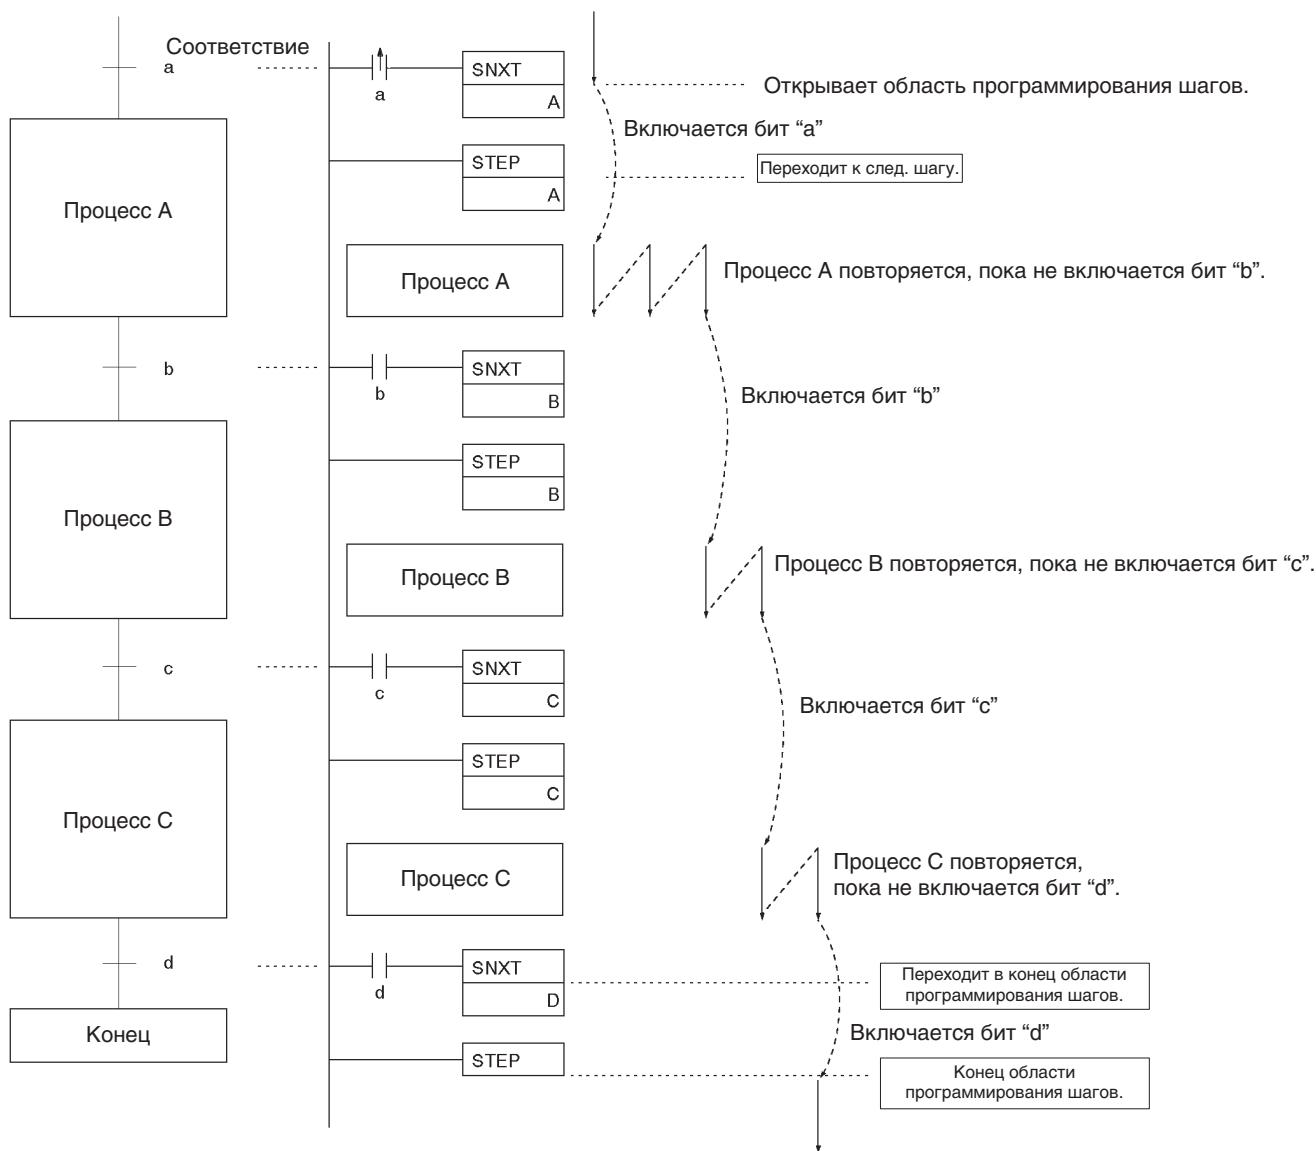 Соответствие
a
a
SNXT
A
Открывает область программирования шагов.
Включается бит “a”
STEP
A
Переходит к след. шагу.
Процесс A
Процесс A
Процесс A повторяется, пока не включается бит “b”.
b
b
SNXT
B
Включается бит “b”
STEP
B
Процесс B
Процесс B
Процесс B повторяется, пока не включается бит “c”.
c
c
SNXT
C
Включается бит “c”
STEP
C
Процесс C
Процесс C
Процесс C повторяется,
пока не включается бит “d”.
d
d
SNXT
D
Переходит в конец области
программирования шагов.
Включается бит “d”
Конец
STEP
Конец области
программирования шагов.